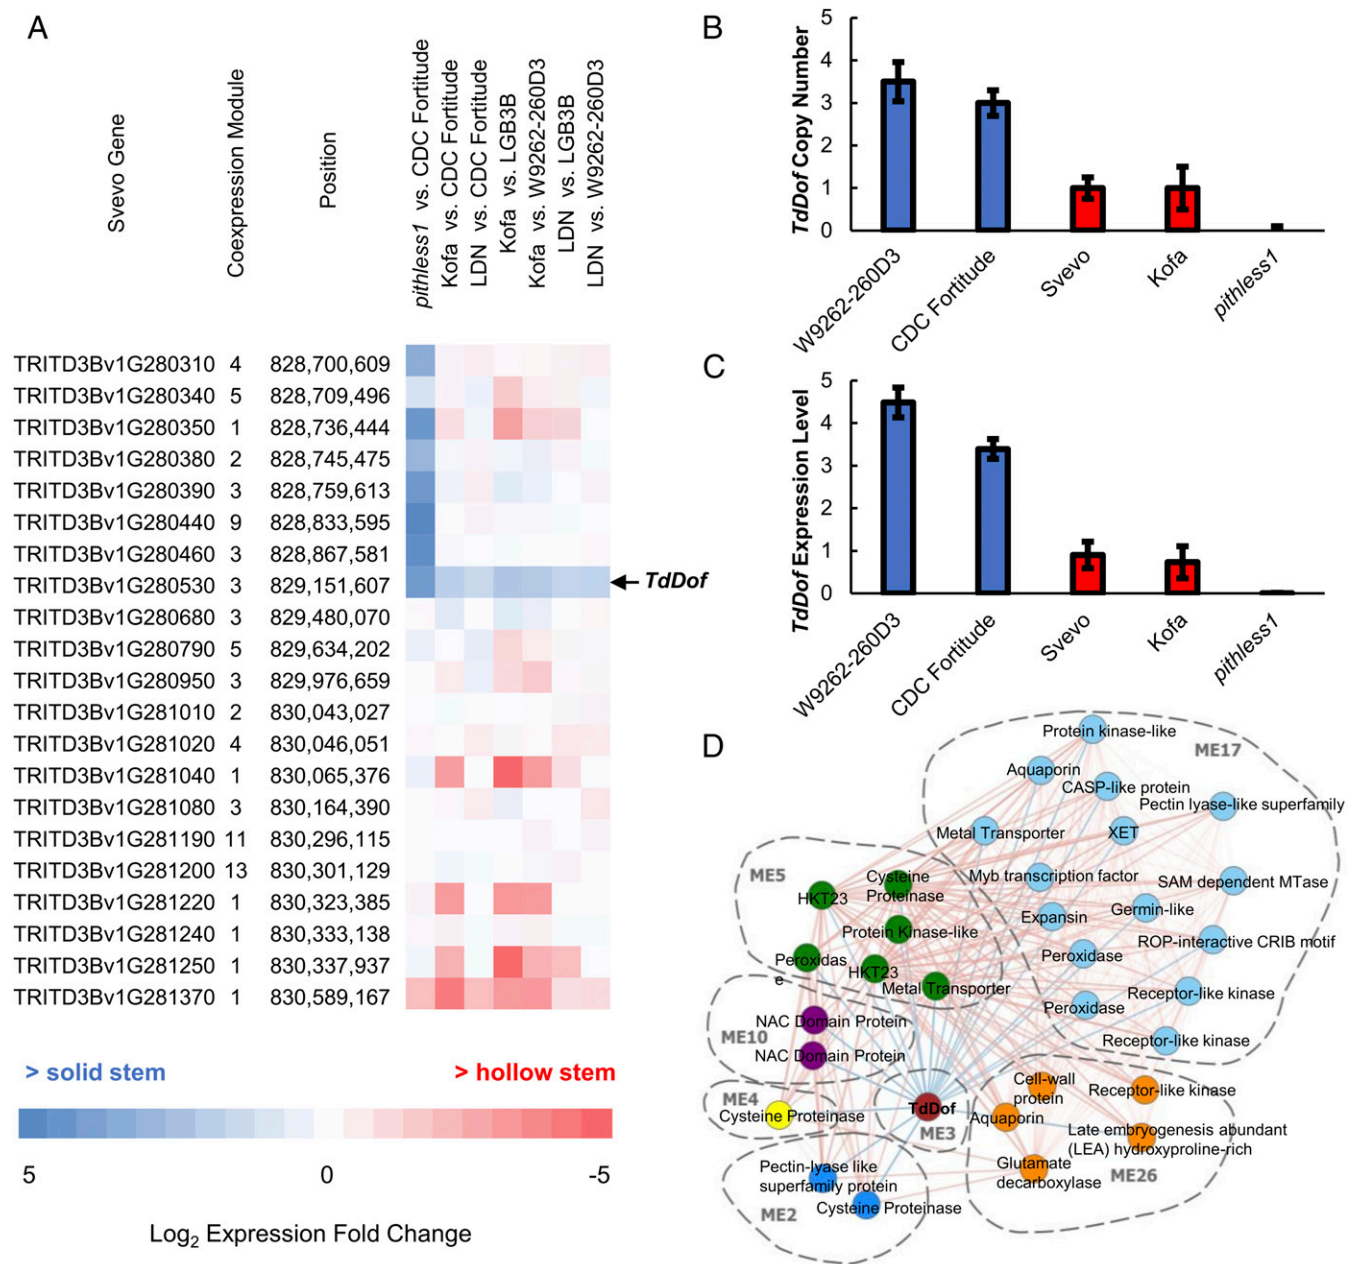 A
Svevo Gene
Coexpression Module
Position
pithless1 vs. CDC Fortitude
Kofa vs. CDC Fortitude
LDN vs. CDC Fortitude
Kofa vs. LGB3B
Kofa vs. W9262-260D3
LDN vs. LGB3B
LDN vs. W9262-260D3
TRITD3Bv1G280310 4 828,700,609
TRITD3Bv1G280340 5 828,709,496
TRITD3Bv1G280350 1 828,736,444
TRITD3Bv1G280380 2 828,745,475
TRITD3Bv1G280390 3 828,759,613
TRITD3Bv1G280440 9 828,833,595
TRITD3Bv1G280460 3 828,867,581
TRITD3Bv1G280530 3 829,151,607 TdDof
TRITD3Bv1G280680 3 829,480,070
TRITD3Bv1G280790 5 829,634,202
TRITD3Bv1G280950 3 829,976,659
TRITD3Bv1G281010 2 830,043,027
TRITD3Bv1G281020 4 830,046,051
TRITD3Bv1G281040 1 830,065,376
TRITD3Bv1G281080 3 830,164,390
TRITD3Bv1G281190 11 830,296,115
TRITD3Bv1G281200 13 830,301,129
TRITD3Bv1G281220 1 830,323,385
TRITD3Bv1G281240 1 830,333,138
TRITD3Bv1G281250 1 830,337,937
TRITD3Bv1G281370 1 830,589,167
> solid stem > hollow stem
5 0 -5
Log2 Expression Fold Change
B
TdDof Copy Number
5
4
3
2
1
0
W9262-260D3
CDC Fortitude
Svevo
Kofa
pithless1
C
TdDof Expression Level
5
4
3
2
1
0
W9262-260D3
CDC Fortitude
Svevo
Kofa
pithless1
D
Protein kinase-like
ME17
Aquaporin
CASP-like protein
Pectin lyase-like superfamily
Metal Transporter
XET
Myb transcription factor
SAM dependent MTase
Expansin
Germin-like
ROP-interactive CRIB motif
Peroxidase
Receptor-like kinase
Peroxidase
Receptor-like kinase
ME5
Cysteine
Proteinase
HKT23
Protein Kinase-like
Peroxidas
e
HKT23
Metal Transporter
NAC Domain Protein
ME10
NAC Domain Protein
ME4
Cysteine Proteinase
TdDof
ME3
Cell-wall
protein
Receptor-like kinase
Aquaporin
Late embryogenesis abundant
(LEA) hydroxyproline-rich
Glutamate
decarboxylase
ME26
Pectin-lyase like
superfamily protein
Cysteine Proteinase
ME2